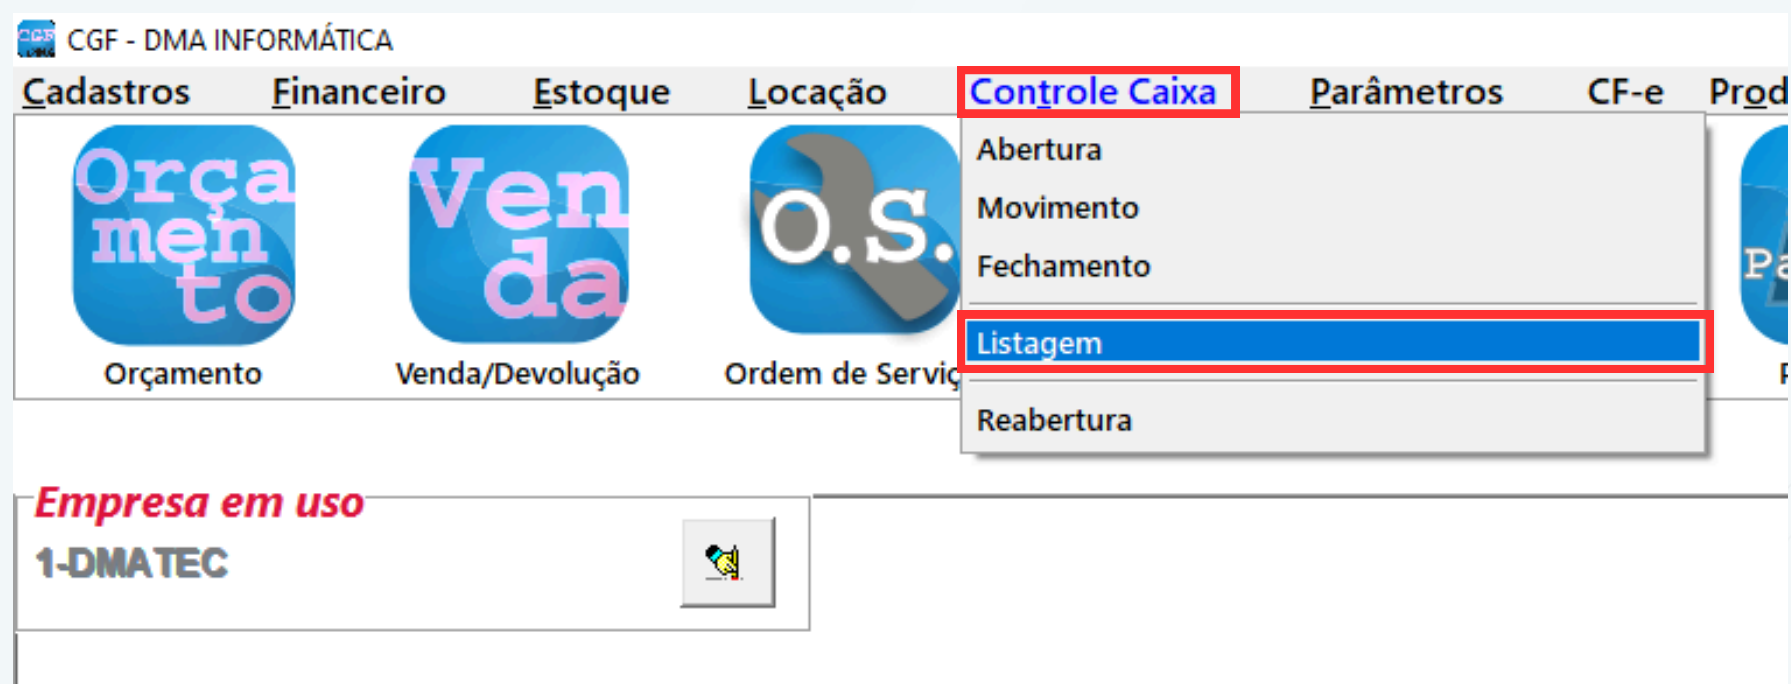 CGF - DMA INFORMÁTICA
Cadastros Financeiro Estoque Locação Controle Caixa Parâmetros CF-e Prod
Orça
men
to
Ven
da
O.S.
Orçamento Venda/Devolução Ordem de Serviç
Abertura
Movimento
Fechamento
Listagem
Reabertura
Empresa em uso
1-DMATEC